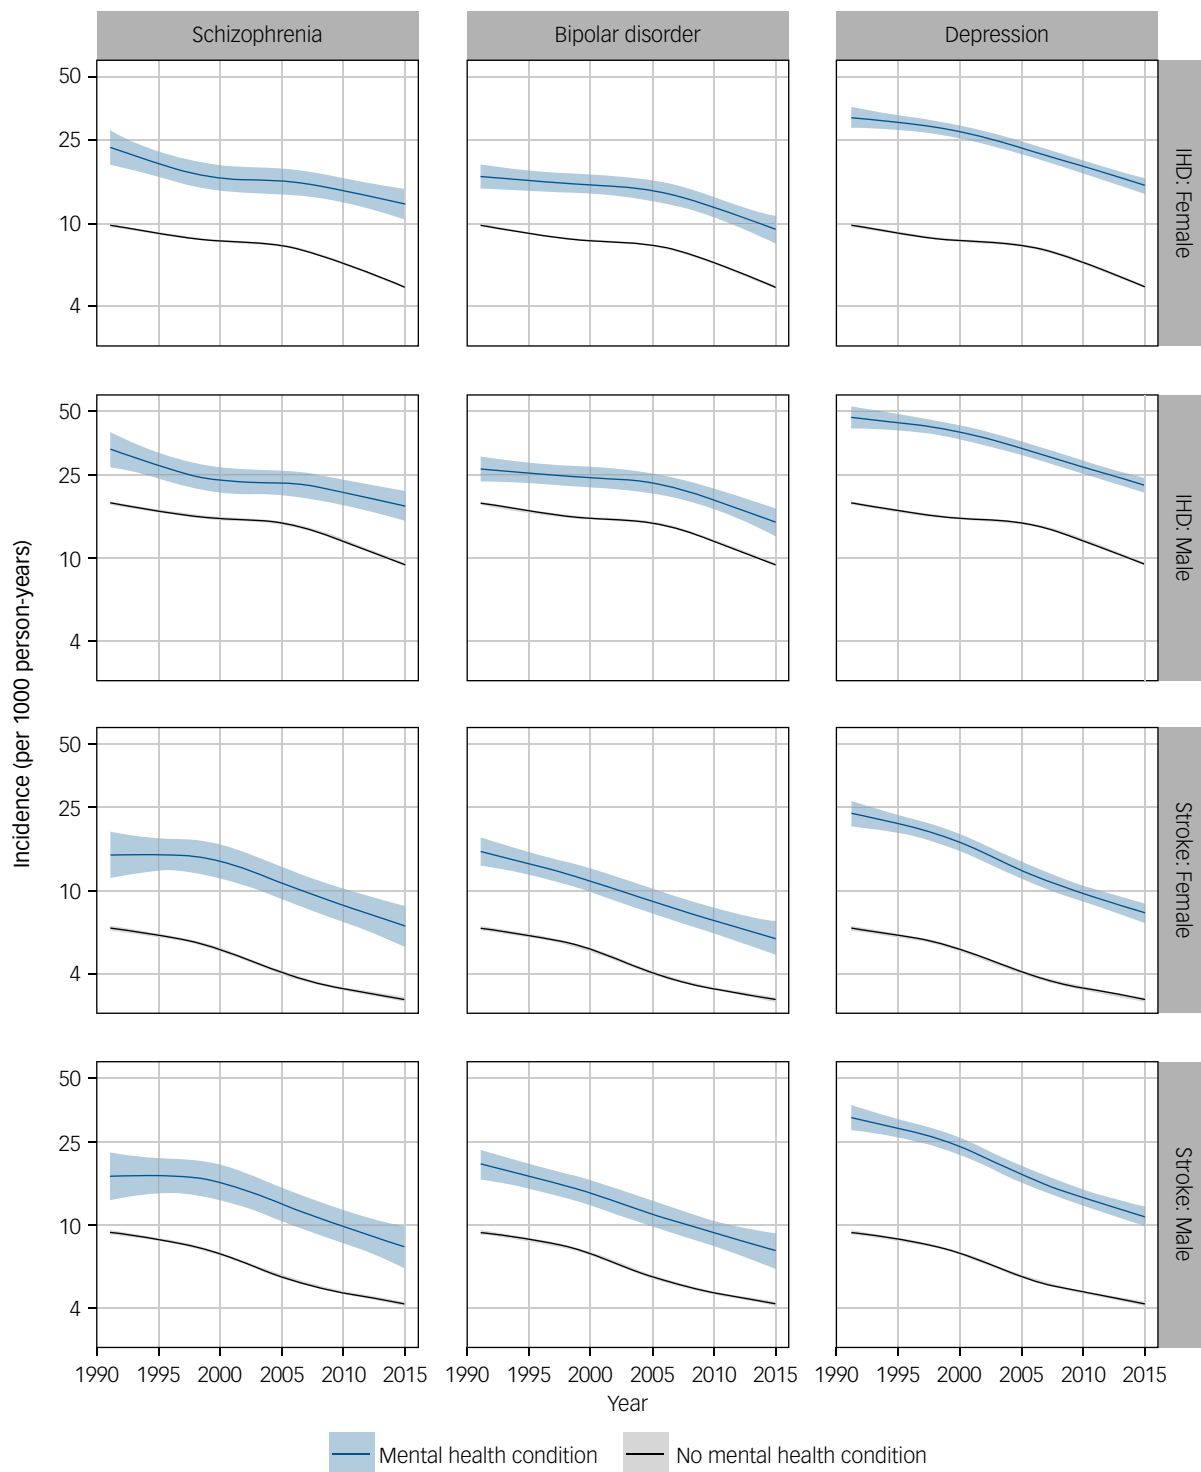 Schizophrenia Bipolar disorder Depression
50
25
10
4
IHD: Female
50
25
10
4
IHD: Male
Incidence (per 1000 person-years)
50
25
10
4
Stroke: Female
50
25
10
4
Stroke: Male
1990 1995 2000 2005 2010 2015 1990 1995 2000 2005 2010 2015 1990 1995 2000 2005 2010 2015
Year
Mental health condition No mental health condition